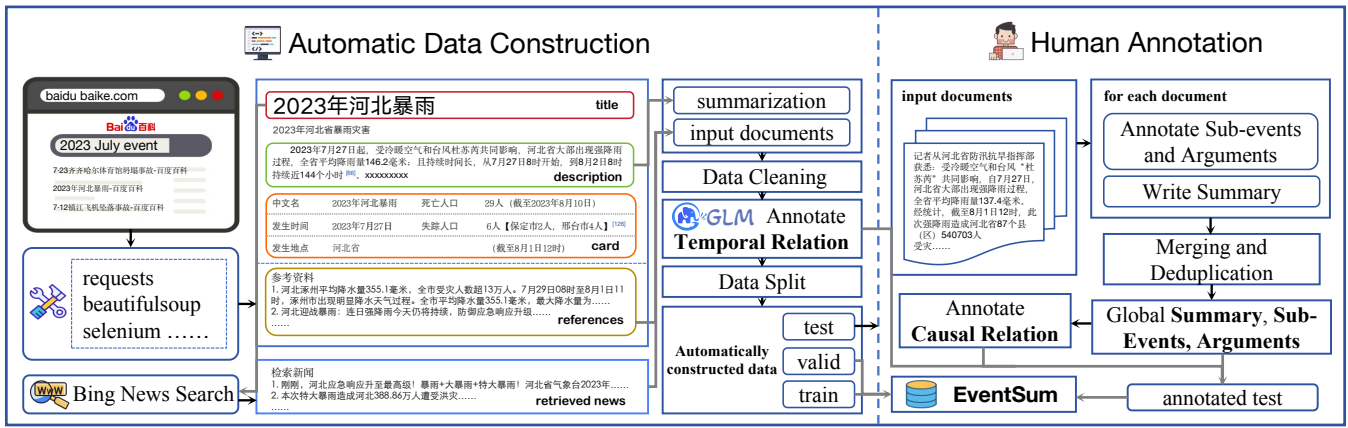 Automatic Data Construction
Human Annotation
baidu baike.com
Bai du 百科
2023 July event
7·23齐齐哈尔体育馆坍塌事故-百度百科
2023年河北暴雨-百度百科
7·12镇江飞机坠落事故-百度百科
requests
beautifulsoup
selenium ……
Bing News Search
2023年河北暴雨
title
2023年河北省暴雨灾害
2023年7月27日起，受冷暖空气和台风杜苏芮共同影响，河北省大部出现强降雨
过程，全省平均降雨量146.2毫米；且持续时间长，从7月27日8时开始，到8月2日8时
持续近144个小时 [86]，xxxxxxxxx
description
中文名 2023年河北暴雨 死亡人口 29人（截至2023年8月10日）
发生时间 2023年7月27日 失踪人口 6人【保定市2人，邢台市4人】[126]
发生地点 河北省 （截至8月1日12时）
card
参考资料
1. 河北涿州平均降水量355.1毫米，全市受灾人数超13万人。7月29日08时至8月1日11
时，涿州市出现明显降水天气过程。全市平均降水量355.1毫米，最大降水量为……
2. 河北迎战暴雨：连日强降雨今天仍将持续，防御应急响应升级……
……
references
检索新闻
1. 刚刚，河北应急响应升至最高级！暴雨+大暴雨+特大暴雨！河北省气象台2023年……
2. 本次特大暴雨造成河北388.86万人遭受洪灾……
……
retrieved news
summarization
input documents
Data Cleaning
GLM Annotate
Temporal Relation
Data Split
Automatically
constructed data
test
valid
train
input documents
记者从河北省防汛抗旱指挥部
获悉：受冷暖空气和台风“杜
苏芮”共同影响，自7月27日，
河北省大部出现强降雨过程，
全省平均降雨量137.4毫米，
经统计，截至8月1日12时，此
次强降雨造成河北省87个县
（区）540703人
受灾……
for each document
Annotate Sub-events
and Arguments
Write Summary
Merging and
Deduplication
Global Summary, Sub-
Events, Arguments
Annotate
Causal Relation
annotated test
EventSum
WWW